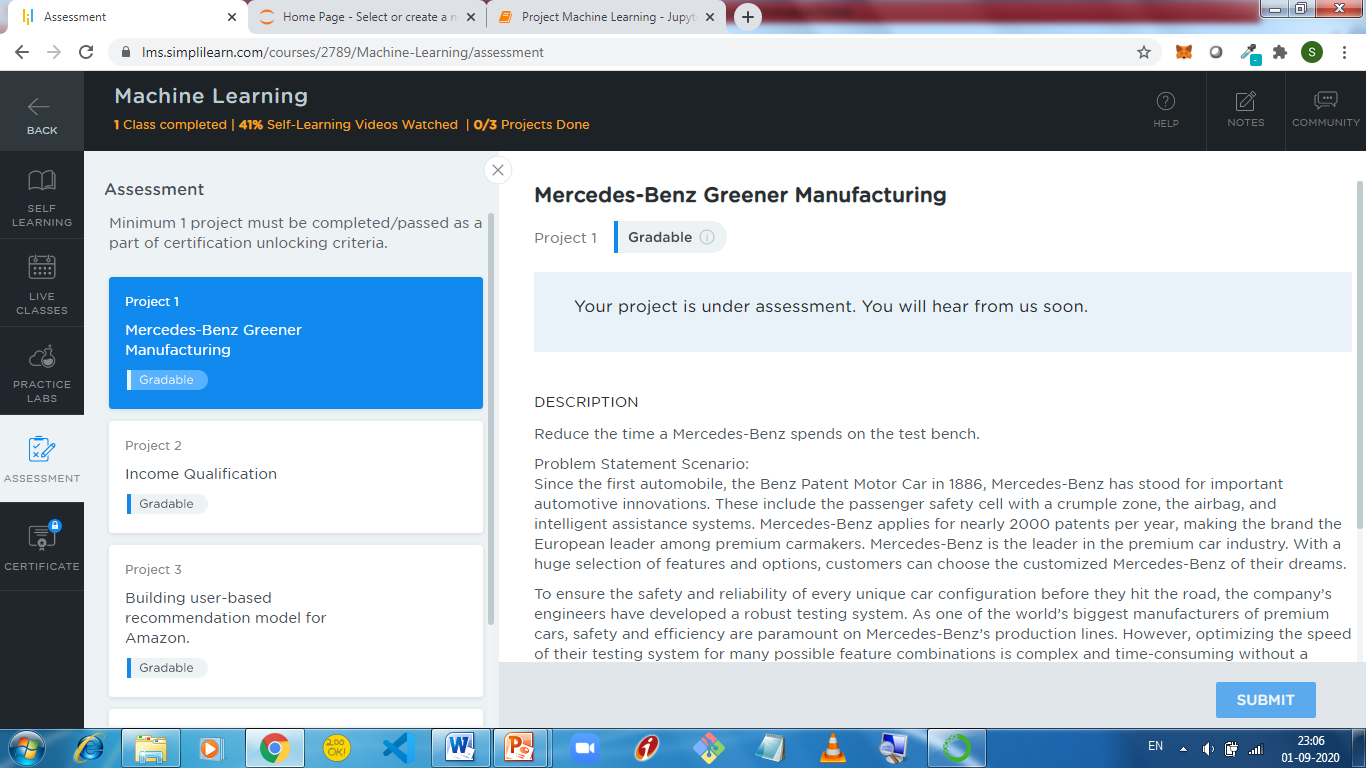 Assessment
Home Page - Select or create a n
Project Machine Learning - Jupyt
lms.simplilearn.com/courses/2789/Machine-Learning/assessment
S
BACK
Machine Learning
1 Class completed | 41% Self-Learning Videos Watched | 0/3 Projects Done
HELP
NOTES
COMMUNITY
SELF
LEARNING
LIVE
CLASSES
PRACTICE
LABS
ASSESSMENT
CERTIFICATE
Assessment
Minimum 1 project must be completed/passed as a
part of certification unlocking criteria.
Project 1
Mercedes-Benz Greener
Manufacturing
Gradable
Project 2
Income Qualification
Gradable
Project 3
Building user-based
recommendation model for
Amazon.
Gradable
Mercedes-Benz Greener Manufacturing
Project 1
Gradable
Your project is under assessment. You will hear from us soon.
DESCRIPTION
Reduce the time a Mercedes-Benz spends on the test bench.
Problem Statement Scenario:
Since the first automobile, the Benz Patent Motor Car in 1886, Mercedes-Benz has stood for important
automotive innovations. These include the passenger safety cell with a crumple zone, the airbag, and
intelligent assistance systems. Mercedes-Benz applies for nearly 2000 patents per year, making the brand the
European leader among premium carmakers. Mercedes-Benz is the leader in the premium car industry. With a
huge selection of features and options, customers can choose the customized Mercedes-Benz of their dreams.
To ensure the safety and reliability of every unique car configuration before they hit the road, the company's
engineers have developed a robust testing system. As one of the world's biggest manufacturers of premium
cars, safety and efficiency are paramount on Mercedes-Benz's production lines. However, optimizing the speed
of their testing system for many possible feature combinations is complex and time-consuming without a
SUBMIT
200
OK!
EN
23:06
01-09-2020